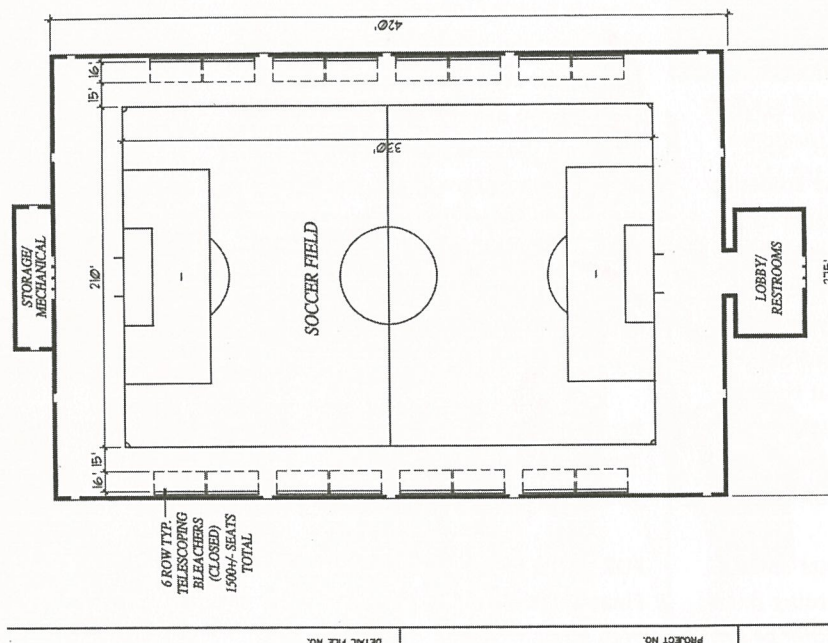 420'
16'
15'
330'
STORAGE/
MECHANICAL
210'
SOCCER FIELD
LOBBY/
RESTROOMS
275'
15'
16'
6 ROW TYP.
TELESCOPING
BLEACHERS
(CLOSED)
1500+/- SEATS
TOTAL
DETAIL FILE NO.
PROJECT NO.